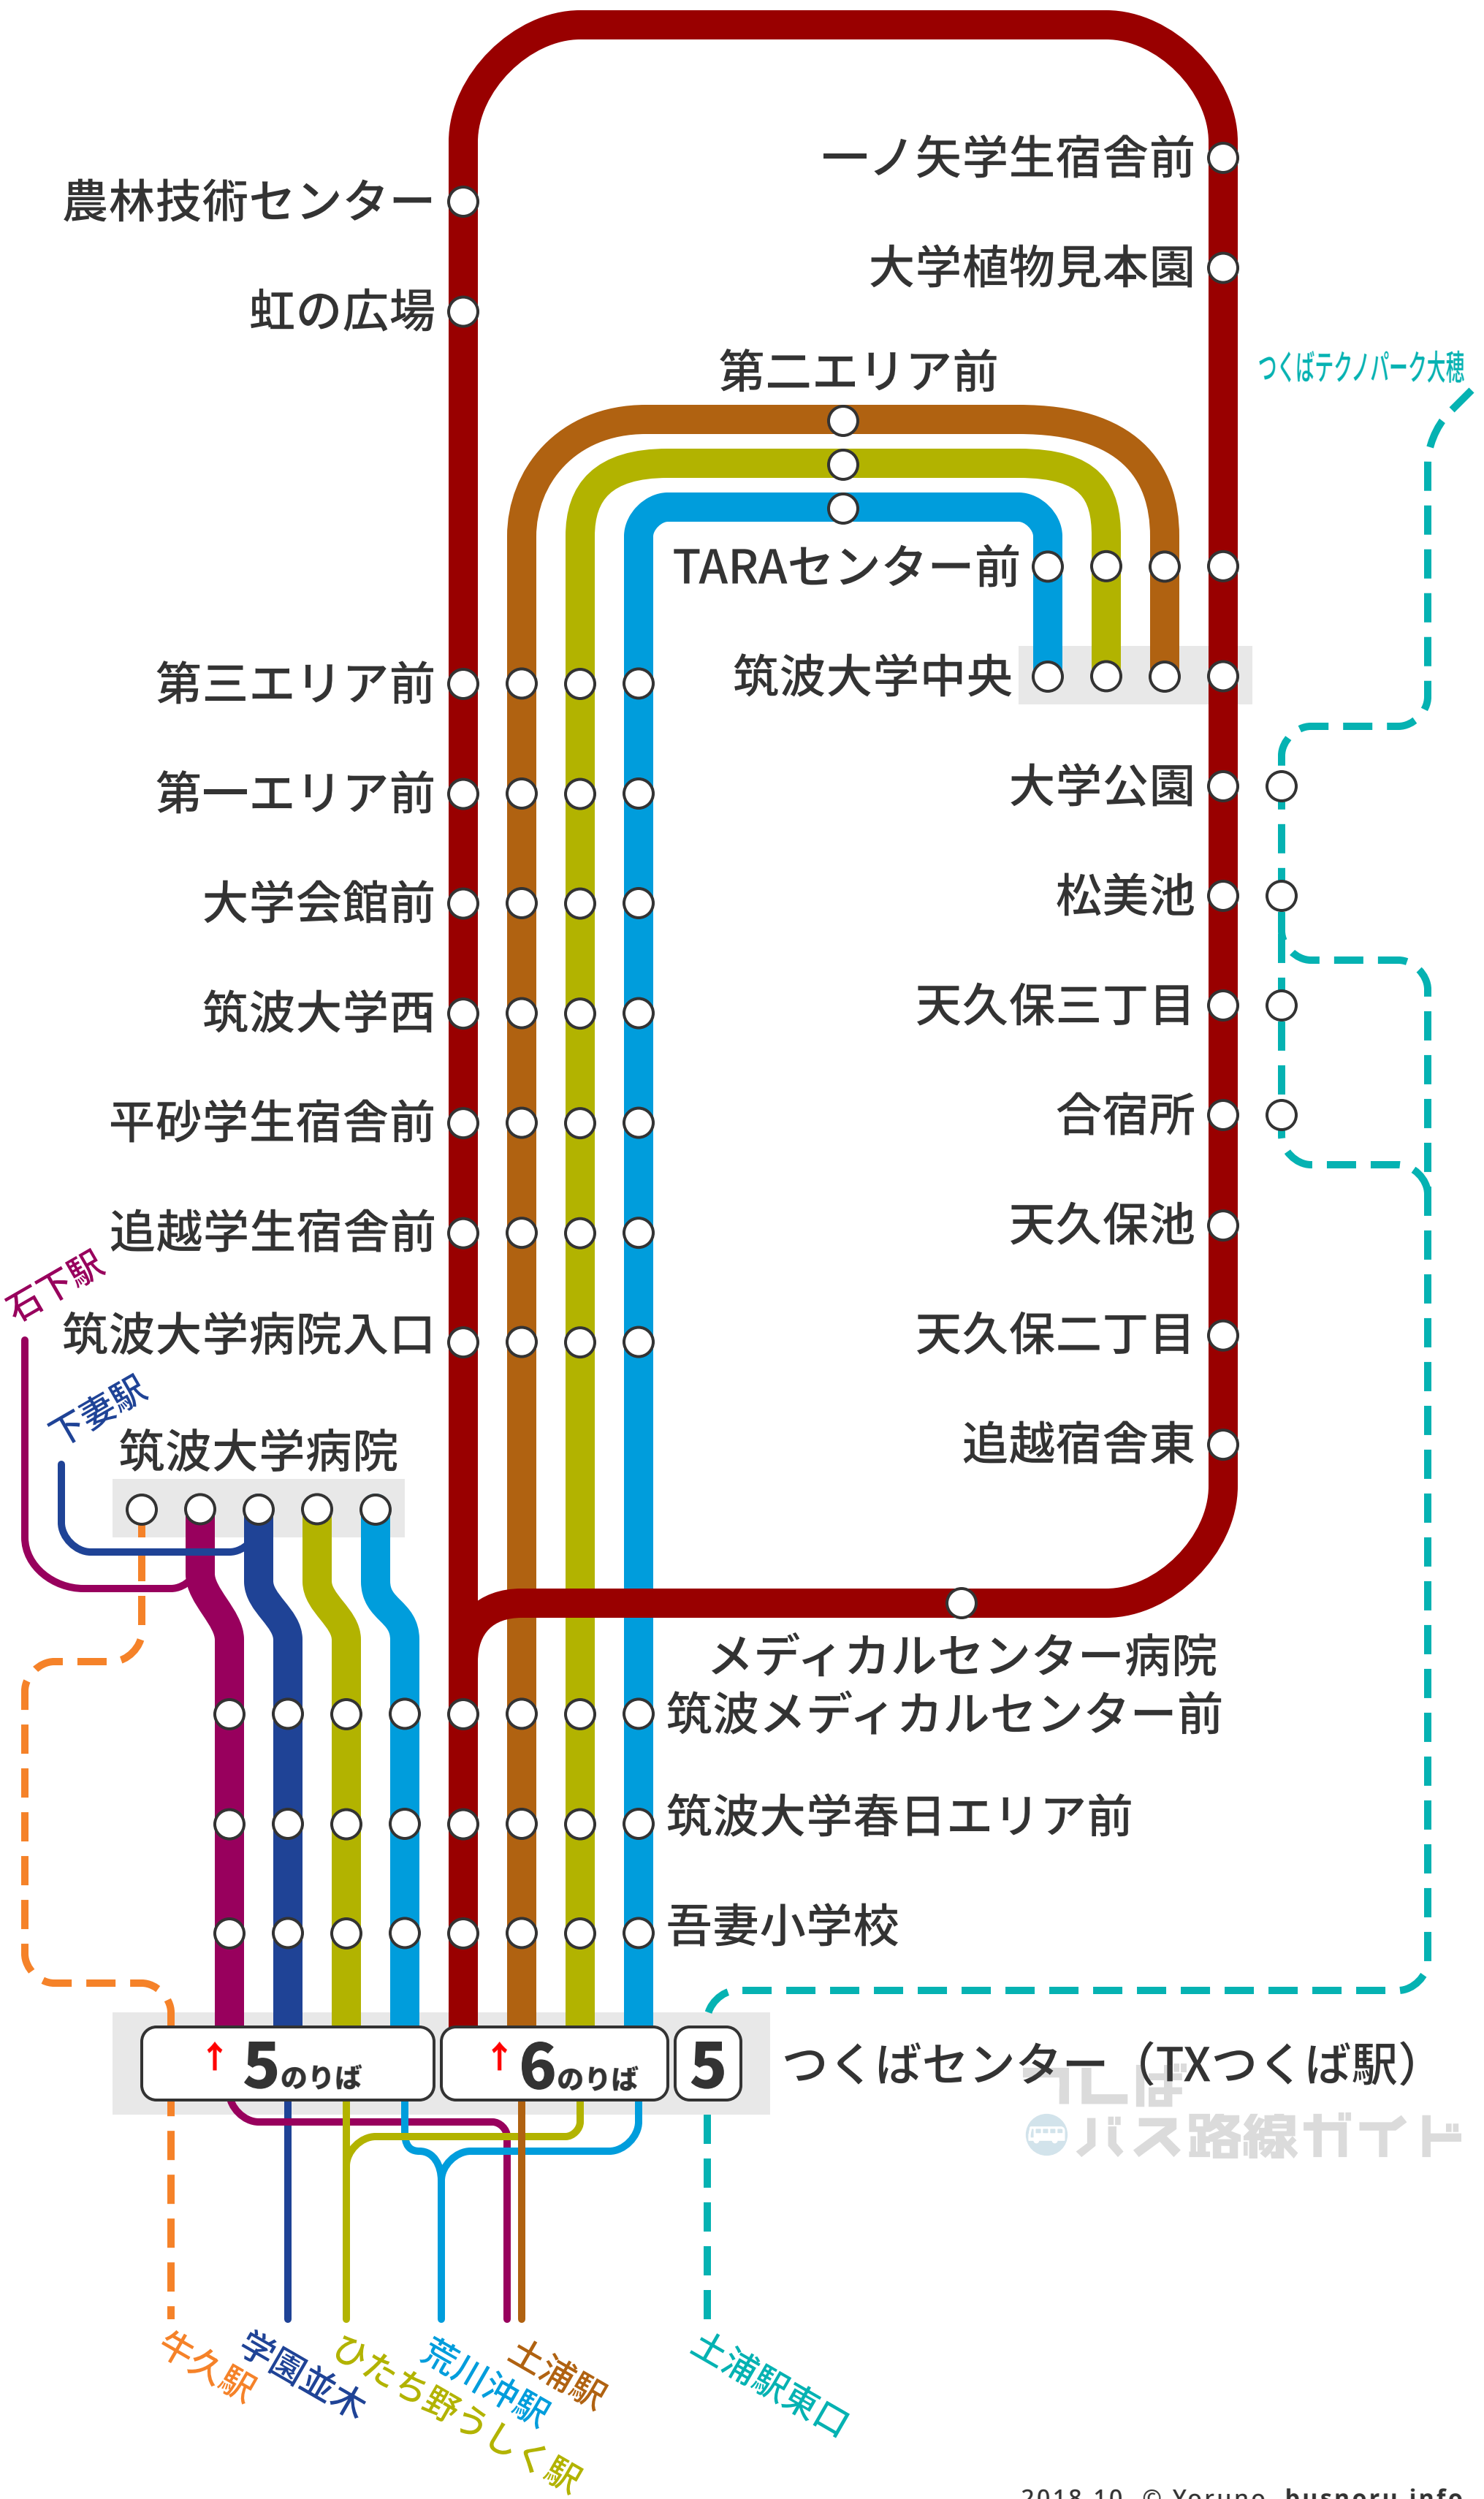 一ノ矢学生宿舎前
農林技術センター
大学植物見本園
虹の広場
第二エリア前
つくばテクノパーク大穂
TARAセンター前
第三エリア前
筑波大学中央
第一エリア前
大学公園
大学会館前
松美池
筑波大学西
天久保三丁目
平砂学生宿舎前
合宿所
追越学生宿舎前
天久保池
石下駅
筑波大学病院入口
天久保二丁目
下妻駅
筑波大学病院
追越宿舎東
メディカルセンター病院
筑波メディカルセンター前
筑波大学春日エリア前
吾妻小学校
↑5のりば
↑6のりば
5
つくばセンター（TXつくば駅）
つくば
バス路線ガイド
牛久駅
学園並木
ひたち野うしく駅
荒川沖駅
土浦駅
土浦駅東口
2018.10 © Yoruno busnoru.info